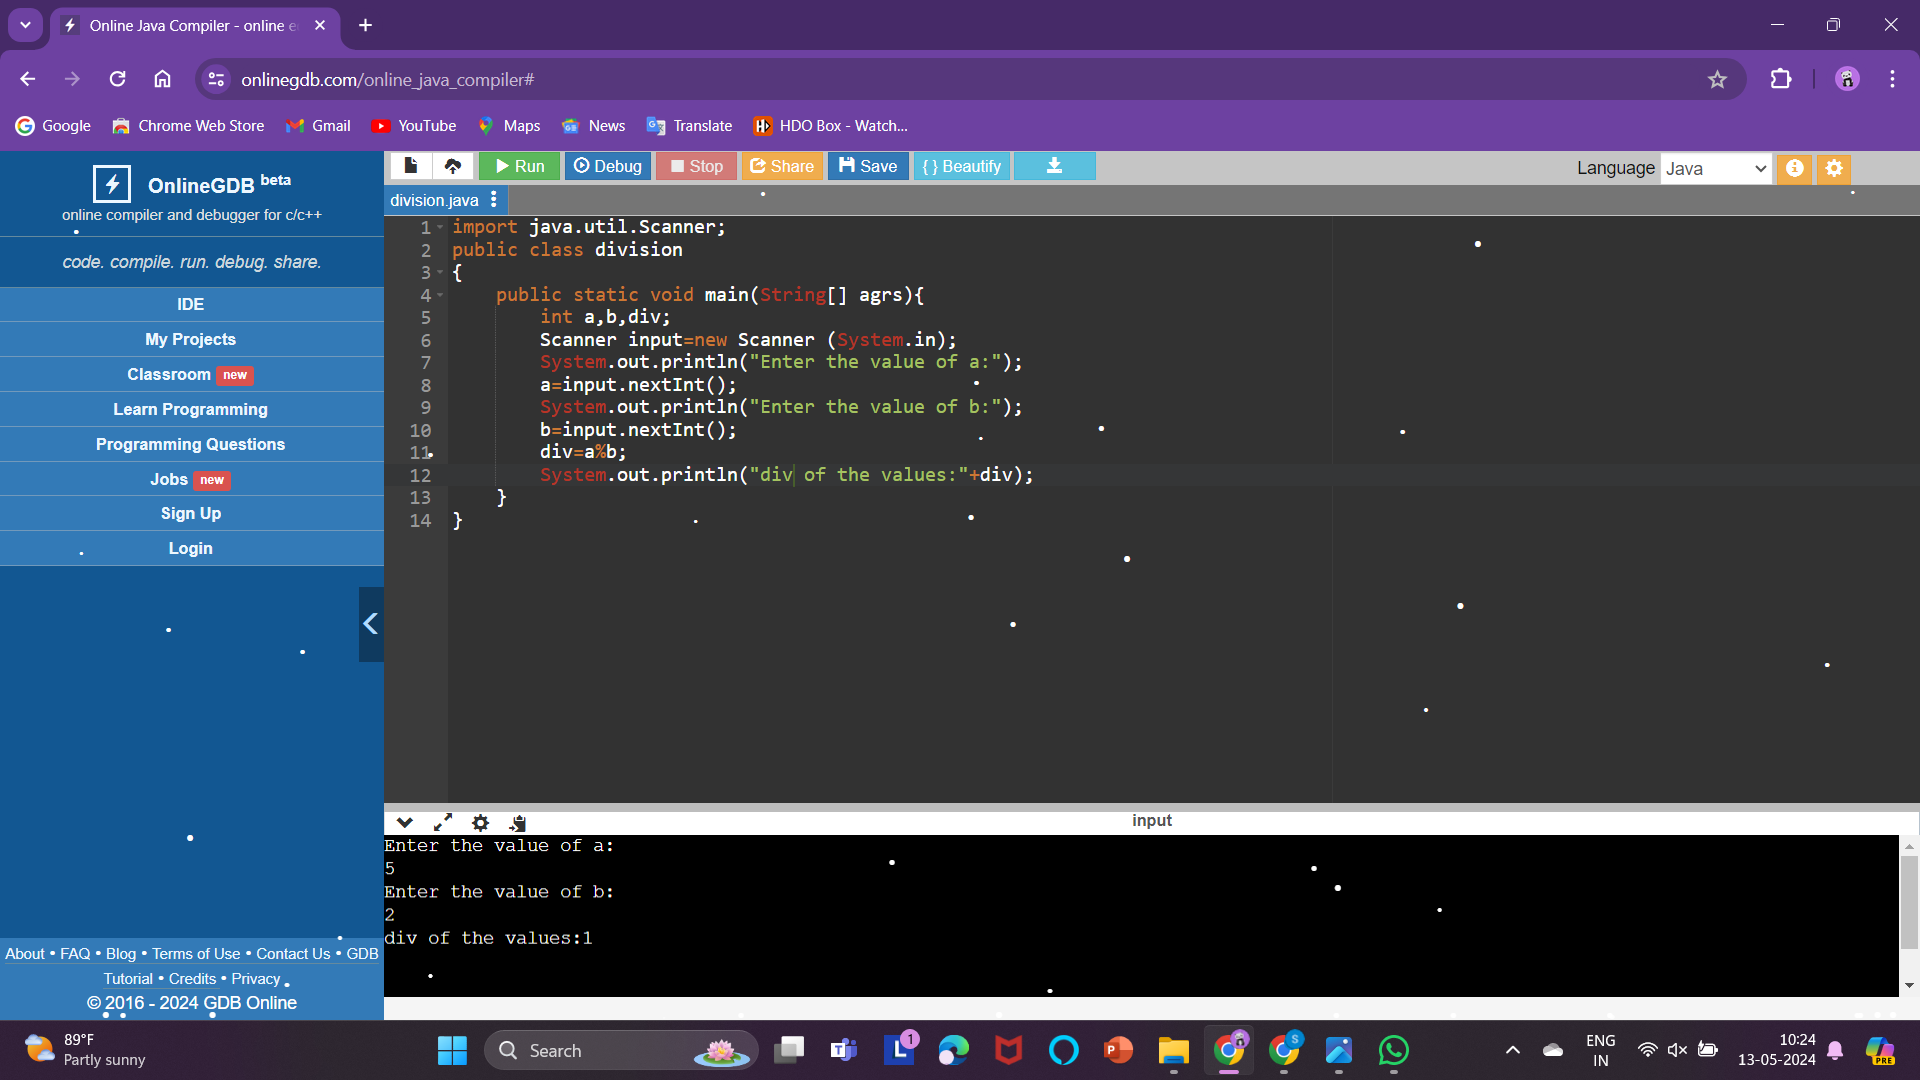 Online Java Compiler - online e
onlinegdb.com/online_java_compiler#
Google Chrome Web Store Gmail YouTube Maps News Translate HDO Box - Watch...
OnlineGDB beta
online compiler and debugger for c/c++
code. compile. run. debug. share.
IDE
My Projects
Classroom new
Learn Programming
Programming Questions
Jobs new
Sign Up
Login
About • FAQ • Blog • Terms of Use • Contact Us • GDB
Tutorial • Credits • Privacy
© 2016 - 2024 GDB Online
Run Debug Stop Share Save { } Beautify Language Java
division.java
1 import java.util.Scanner;
2 public class division
3 {
4 public static void main(String[] agrs){
5 int a,b,div;
6 Scanner input=new Scanner (System.in);
7 System.out.println("Enter the value of a:");
8 a=input.nextInt();
9 System.out.println("Enter the value of b:");
10 b=input.nextInt();
11 div=a%b;
12 System.out.println("div of the values:"+div);
13 }
14 }
input
Enter the value of a:
5
Enter the value of b:
2
div of the values:1
89°F
Partly sunny
Search
1
ENG
IN
10:24
13-05-2024
PRE